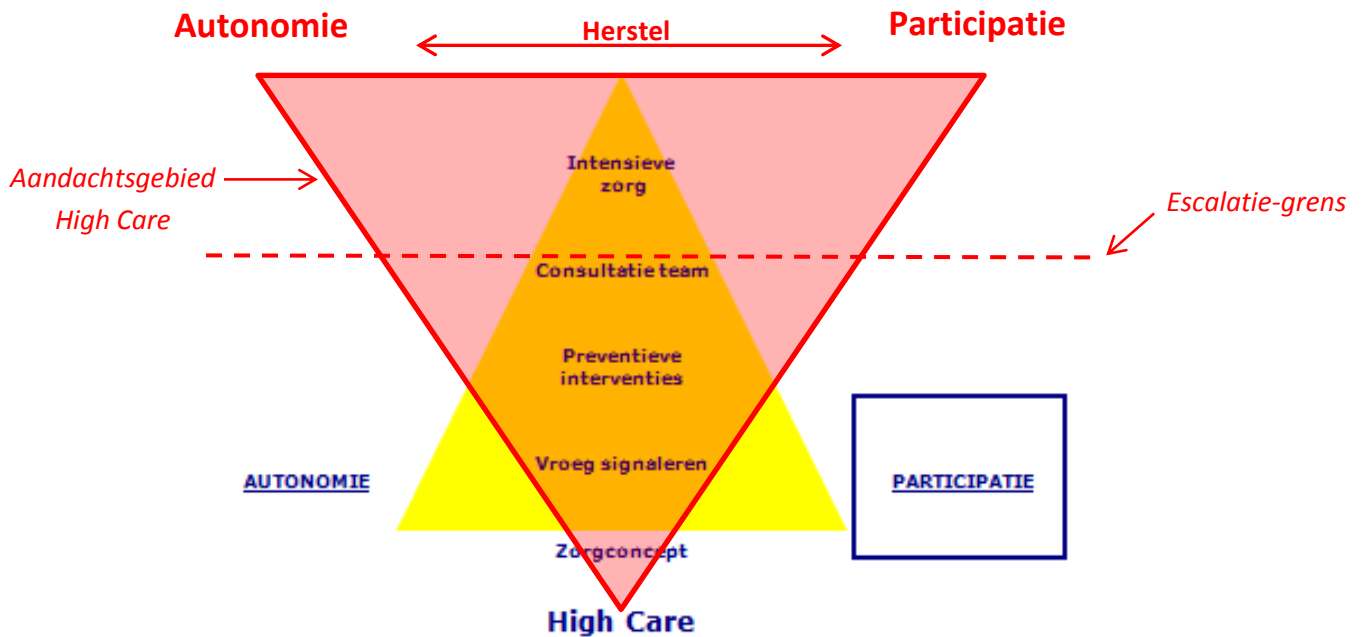 Autonomie
Herstel
Participatie
Aandachtsgebied
High Care
Intensieve
zorg
Escalatie-grens
Consultatie team
Preventieve
interventies
Vroeg signaleren
AUTONOMIE
PARTICIPATIE
Zorgconcept
High Care